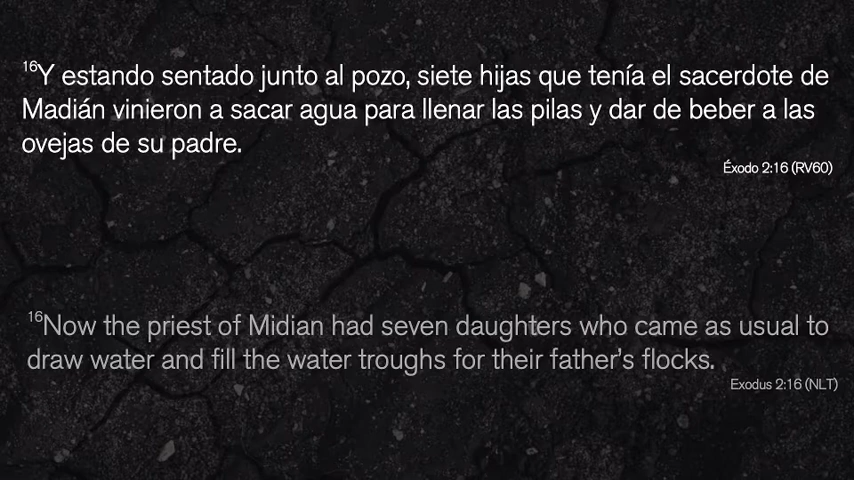 16Y estando sentado junto al pozo, siete hijas que tenía el sacerdote de
Madián vinieron a sacar agua para llenar las pilas y dar de beber a las
ovejas de su padre.
Éxodo 2:16 (RV60)
16Now the priest of Midian had seven daughters who came as usual to
draw water and fill the water troughs for their father’s flocks.
Exodus 2:16 (NLT)